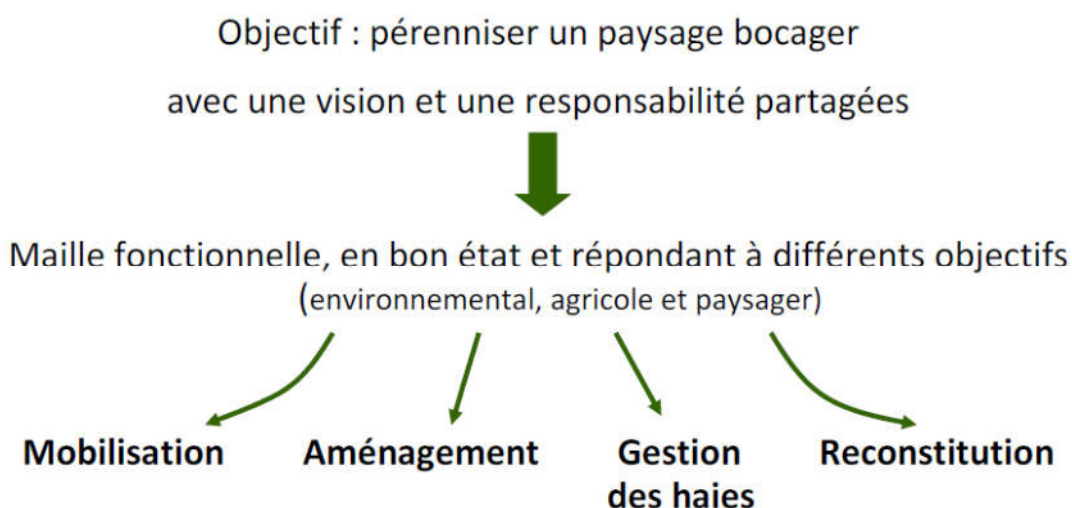 Objectif : pérenniser un paysage bocager
avec une vision et une responsabilité partagées
Maille fonctionnelle, en bon état et répondant à différents objectifs
(environnemental, agricole et paysager)
Mobilisation
Aménagement
Gestion
des haies
Reconstitution